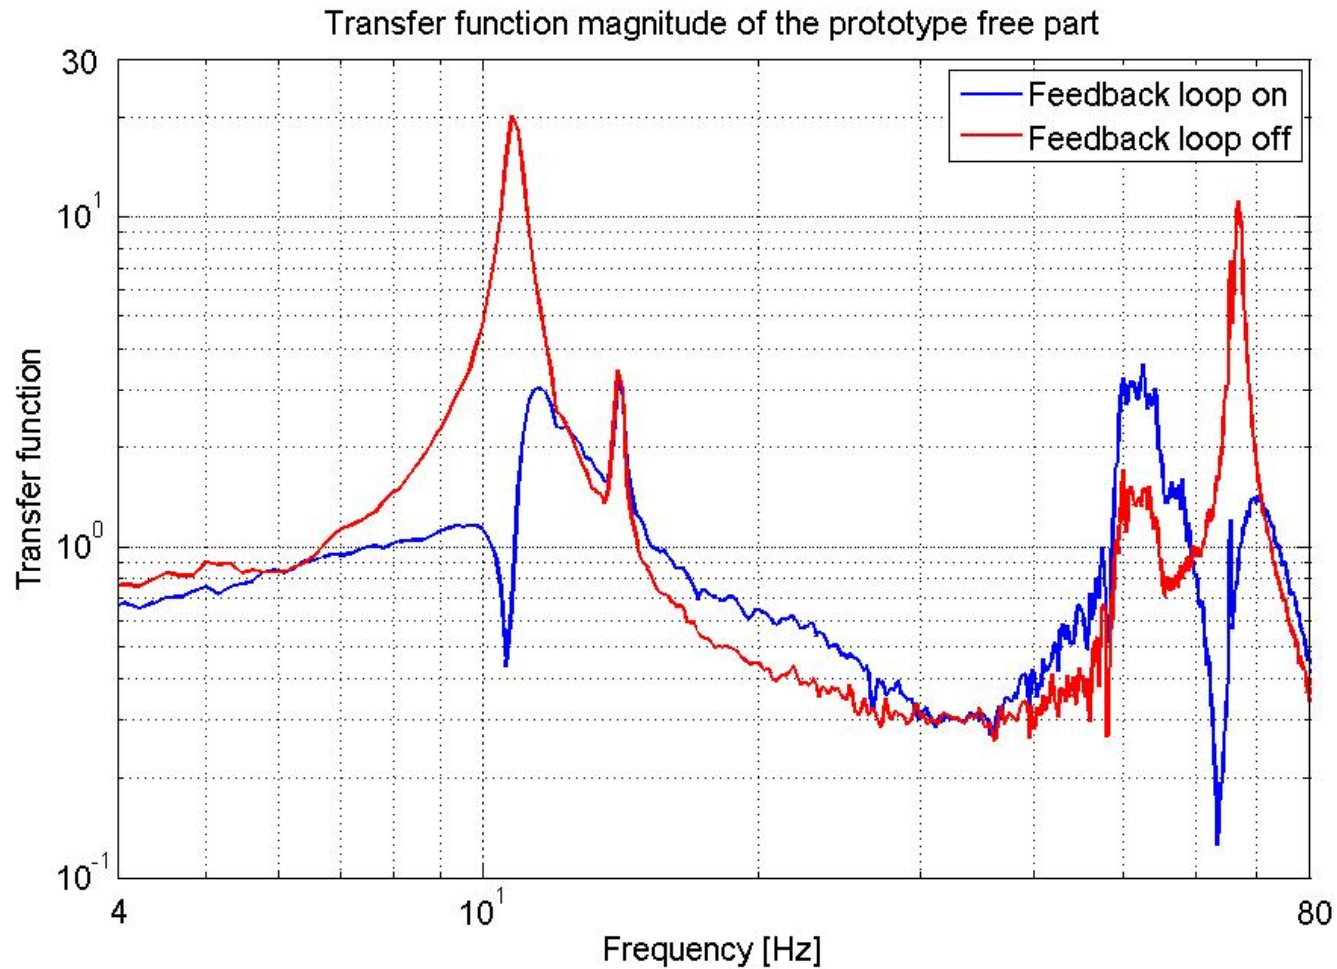 Transfer function magnitude of the prototype free part
30
Feedback loop on
Feedback loop off
10^1
Transfer function
10^0
10^-1
4
10^1
80
Frequency [Hz]